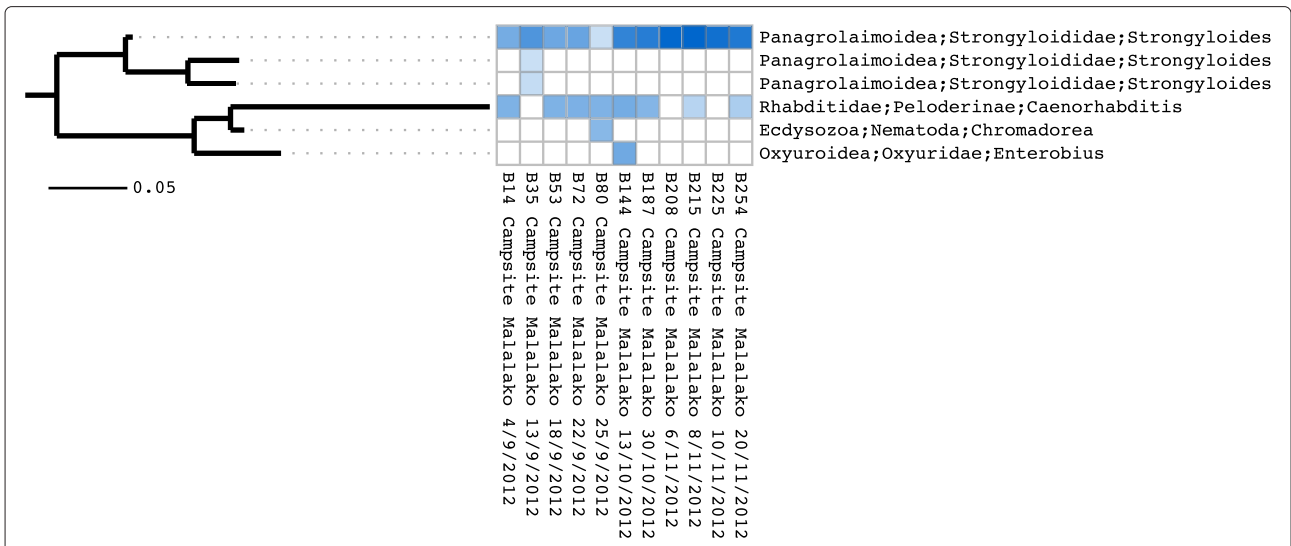 Panagrolaimoidea;Strongyloididae;Strongyloides
Panagrolaimoidea;Strongyloididae;Strongyloides
Panagrolaimoidea;Strongyloididae;Strongyloides
Rhabditidae;Peloderinae;Caenorhabditis
Ecdysozoa;Nematoda;Chromadorea
Oxyuroidea;Oxyuridae;Enterobius
0.05
B14 Campsite Malalako 4/9/2012
B35 Campsite Malalako 13/9/2012
B53 Campsite Malalako 18/9/2012
B72 Campsite Malalako 22/9/2012
B80 Campsite Malalako 25/9/2012
B144 Campsite Malalako 13/10/2012
B187 Campsite Malalako 30/10/2012
B208 Campsite Malalako 6/11/2012
B215 Campsite Malalako 8/11/2012
B225 Campsite Malalako 10/11/2012
B254 Campsite Malalako 20/11/2012